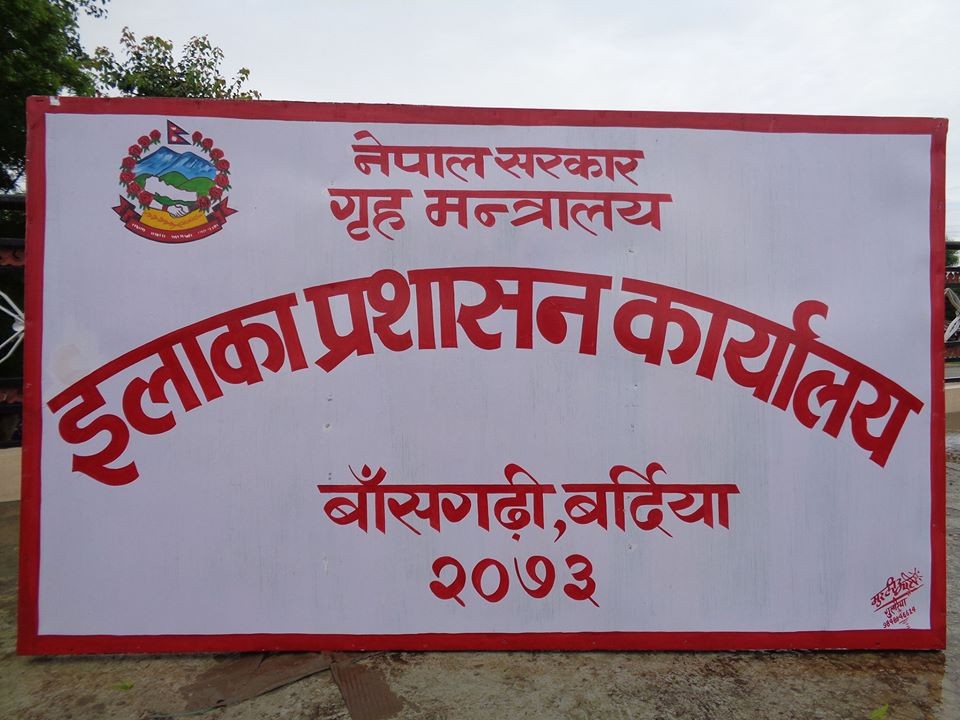 नेपाल सरकार
गृह मन्त्रालय
इलाका प्रशासन कार्यालय
बाँसगढी, बर्दिया
२०७३